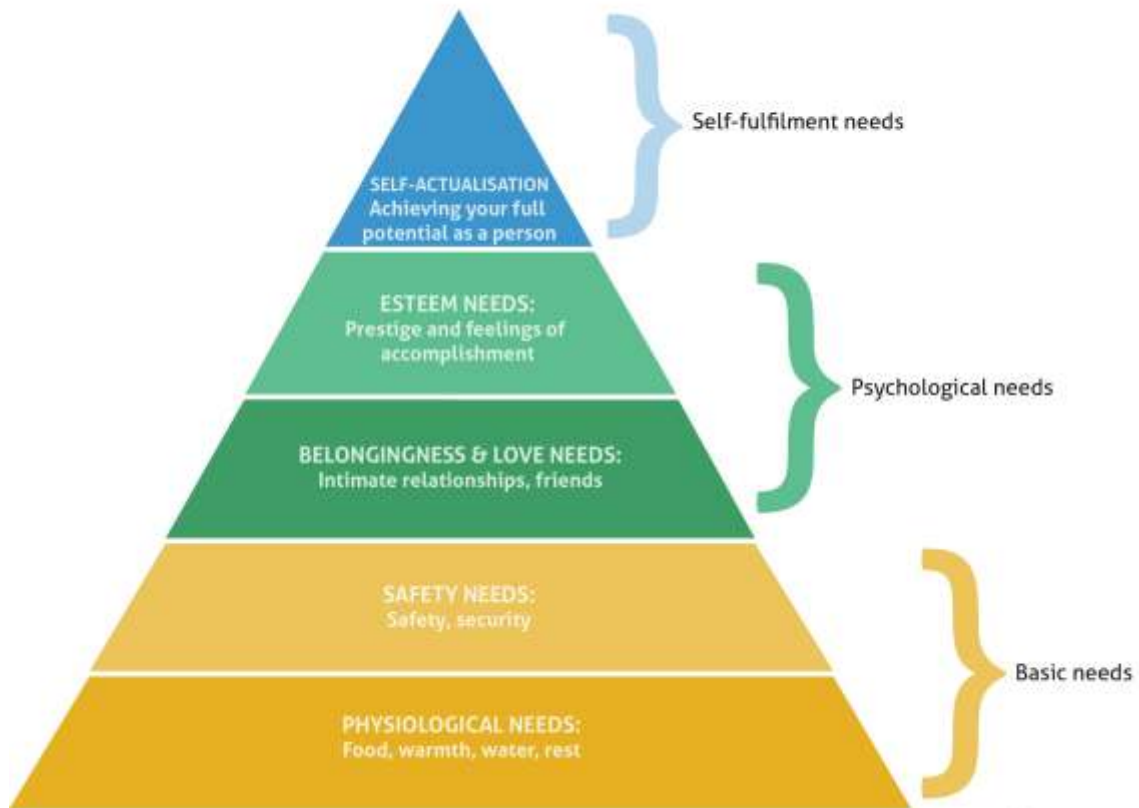 Self-fulfilment needs
SELF-ACTUALISATION
Achieving your full
potential as a person
ESTEEM NEEDS:
Prestige and feelings of
accomplishment
Psychological needs
BELONGINGNESS & LOVE NEEDS:
Intimate relationships, friends
SAFETY NEEDS:
Safety, security
Basic needs
PHYSIOLOGICAL NEEDS:
Food, warmth, water, rest